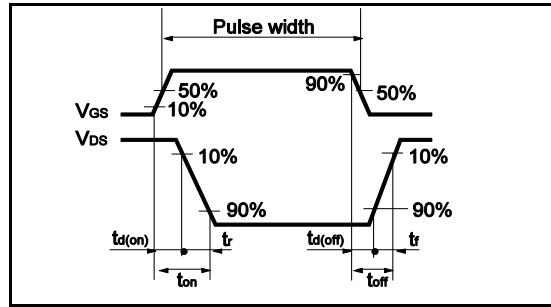 Pulse width
90%
50%
50%
10%
VGS
VDS
10%
10%
90%
90%
td(on)
tr
td(off)
tf
ton
toff